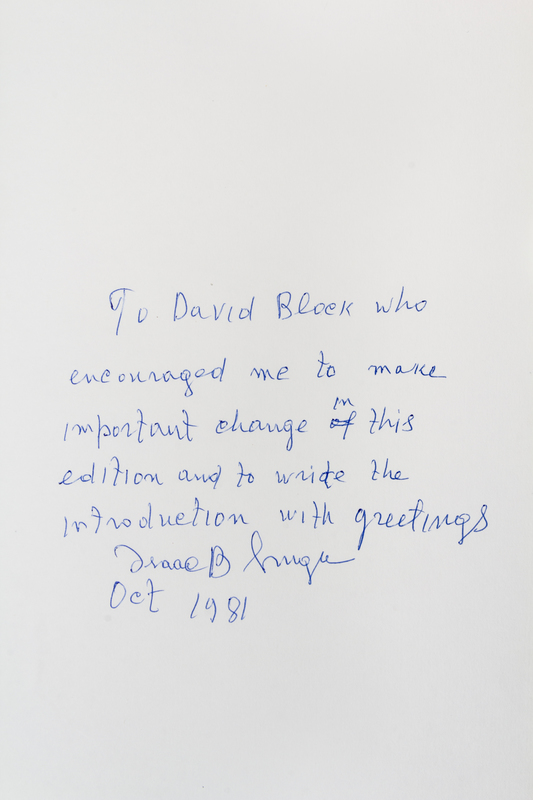 To David Block who
encouraged me to make
important change in this
edition and to write the
introduction with greetings
Isaac B Singer
Oct 1981